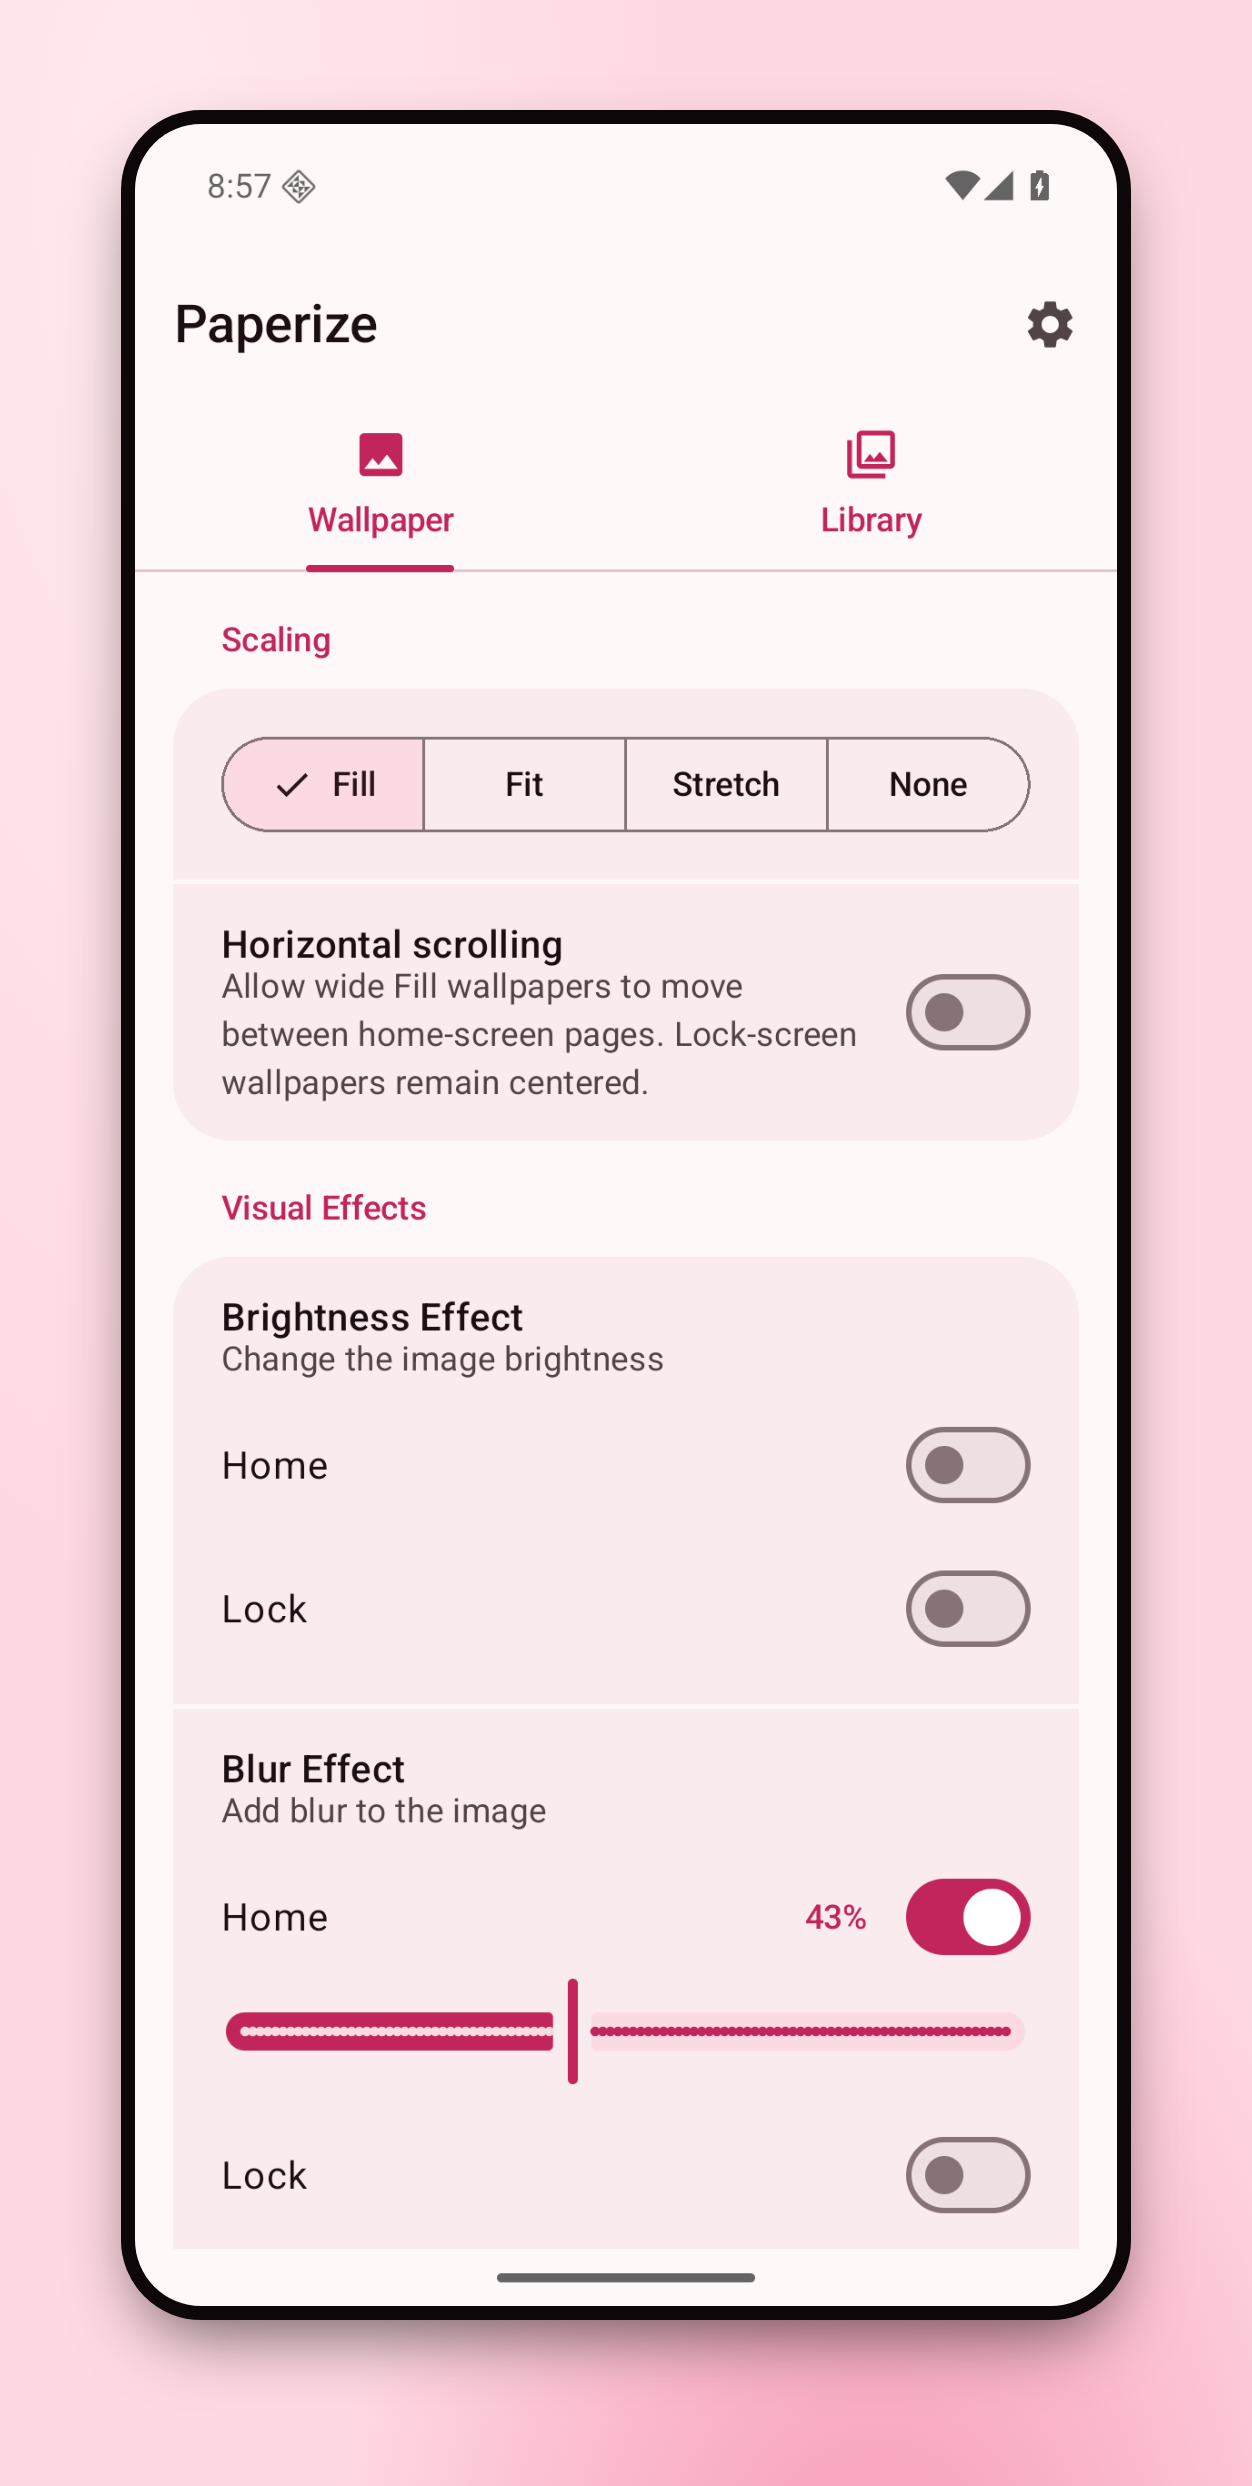 8:57
Paperize
Wallpaper
Library
Scaling
Fill
Fit
Stretch
None
Horizontal scrolling
Allow wide Fill wallpapers to move
between home-screen pages. Lock-screen
wallpapers remain centered.
Visual Effects
Brightness Effect
Change the image brightness
Home
Lock
Blur Effect
Add blur to the image
Home 43%
Lock